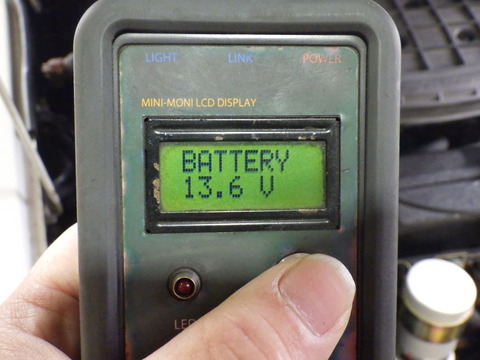 LIGHT LINK POWER
MINI-MONI LCD DISPLAY
BATTERY
13.6 V